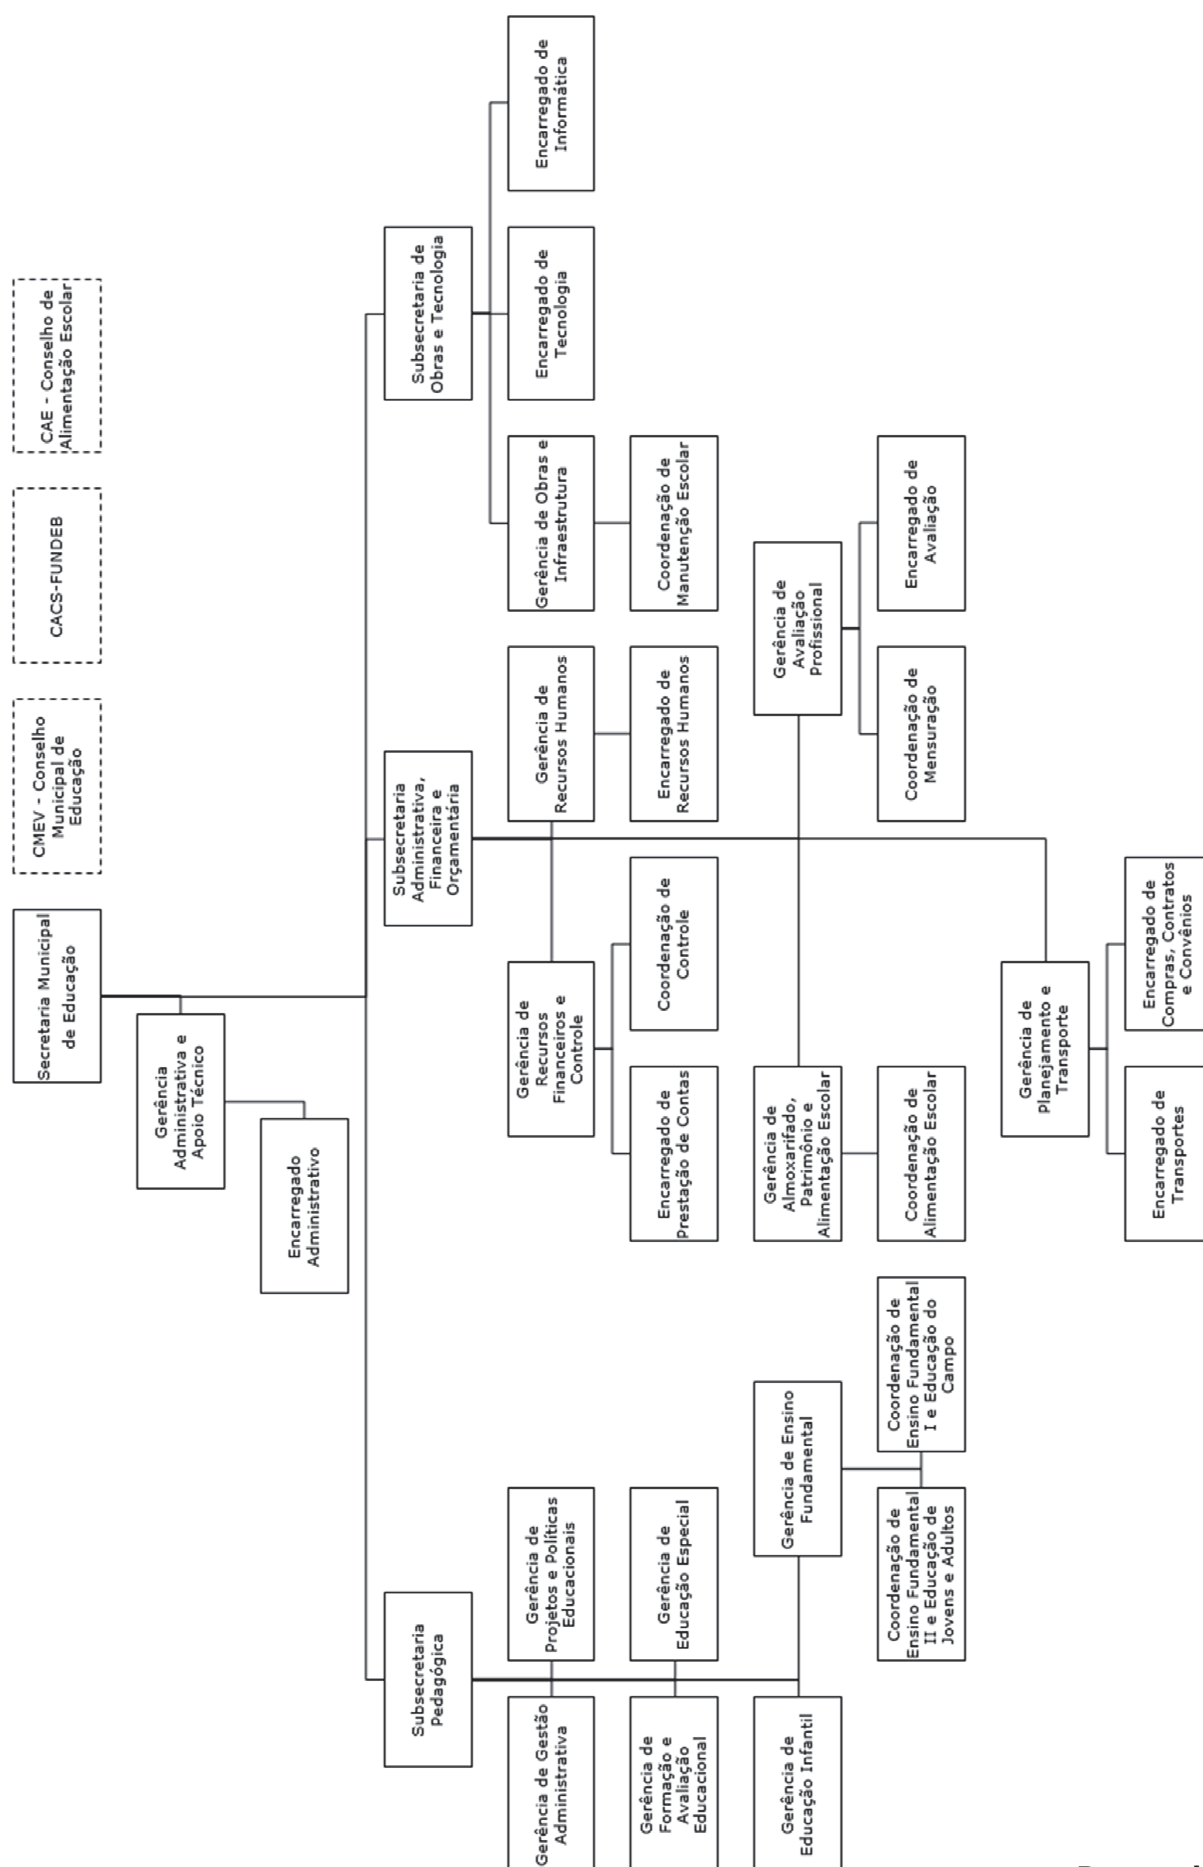 Secretaria Municipal
de Educação
CMEV - Conselho
Municipal de
Educação
CACS-FUNDEB
CAE - Conselho de
Alimentação Escolar
Gerência
Administrativa e
Apoio Técnico
Encarregado
Administrativo
Subsecretaria
Pedagógica
Subsecretaria
Administrativa,
Financeira e
Orçamentária
Subsecretaria de
Obras e Tecnologia
Gerência de Gestão
Administrativa
Gerência de
Projetos e Políticas
Educacionais
Gerência de
Recursos
Financeiros e
Controle
Gerência de
Recursos Humanos
Gerência de Obras e
Infraestrutura
Encarregado de
Tecnologia
Encarregado de
Informática
Gerência de
Formação e
Avaliação
Educacional
Gerência de
Educação Especial
Encarregado de
Prestação de Contas
Coordenação de
Controle
Encarregado de
Recursos Humanos
Coordenação de
Manutenção Escolar
Gerência de
Educação Infantil
Gerência de Ensino
Fundamental
Gerência de
Almoxarifado,
Patrimônio e
Alimentação Escolar
Gerência de
Avaliação
Profissional
Coordenação de
Ensino Fundamental
II e Educação de
Jovens e Adultos
Coordenação de
Ensino Fundamental
I e Educação do
Campo
Coordenação de
Alimentação Escolar
Coordenação de
Mensuração
Encarregado de
Avaliação
Gerência de
Planejamento e
Transporte
Encarregado de
Transportes
Encarregado de
Compras, Contratos
e Convênios